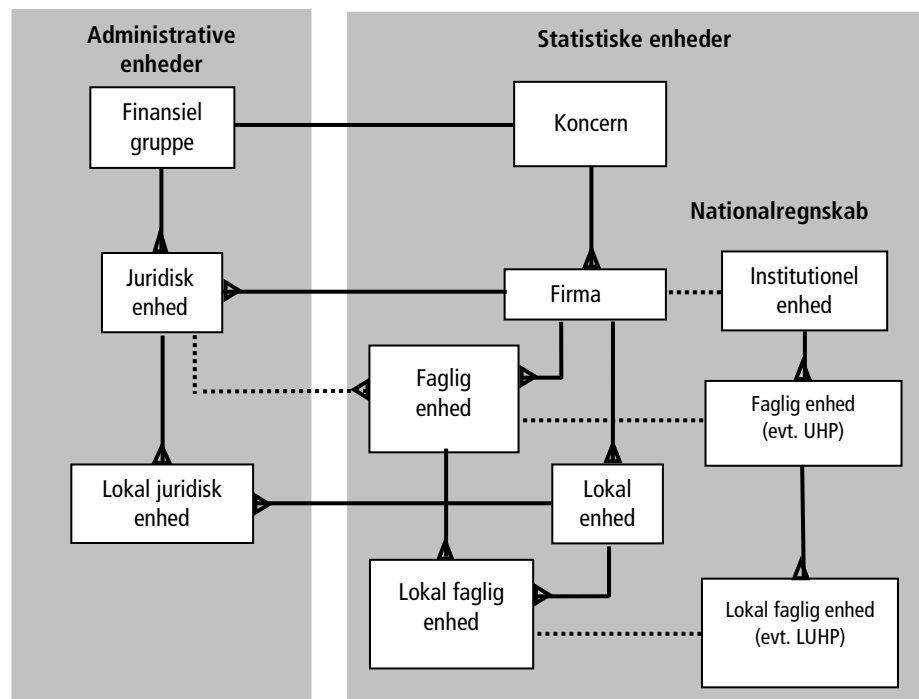 Administrative
enheder
Statistiske enheder
Finansiel
gruppe
Koncern
Nationalregnskab
Juridisk
enhed
Firma
Institutionel
enhed
Faglig
enhed
Faglig enhed
(evt. UHP)
Lokal juridisk
enhed
Lokal
enhed
Lokal faglig
enhed
Lokal faglig enhed
(evt. LUHP)